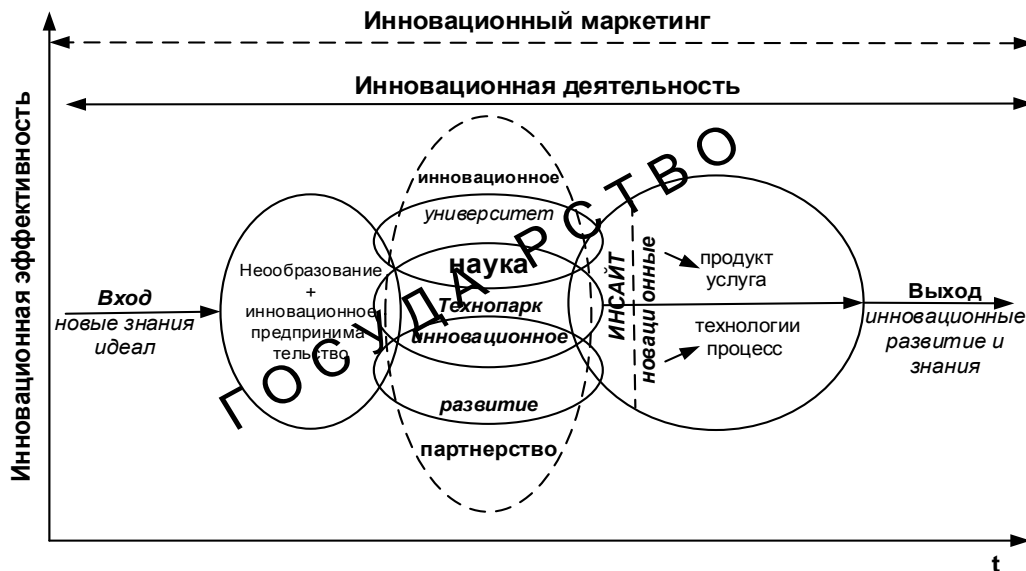 Инновационный маркетинг
Инновационная деятельность
Инновационная эффективность
ГОСУДАРСТВО
Вход
новые знания
идеал
Неообразование
+
инновационное
предпринима
тельство
инновационное
университет
наука
Технопарк
инновационное
развитие
партнерство
ИНСАЙТ
новационные
продукт
услуга
технологии
процесс
Выход
инновационные
развитие и
знания
t